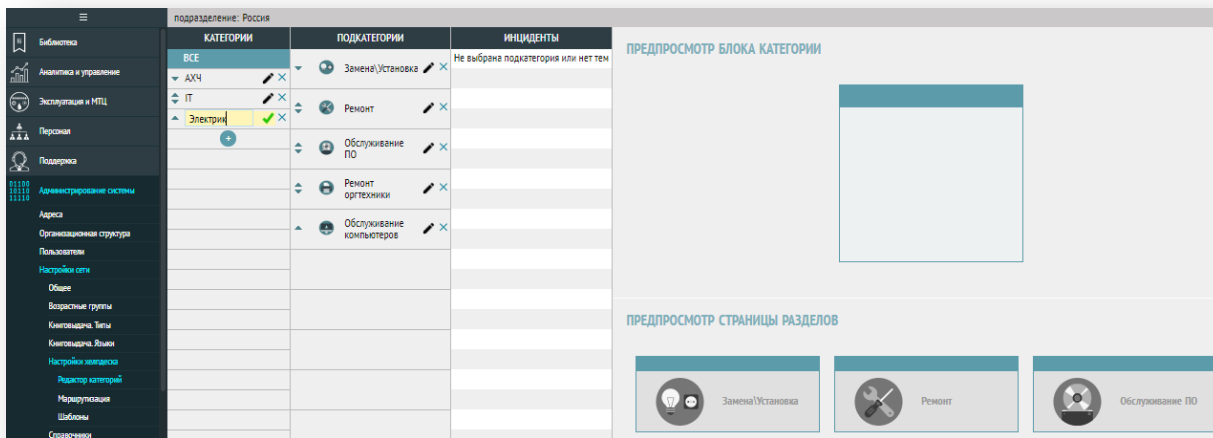 подразделение: Россия
Библиотека
Аналитика и управление
Эксплуатация и МТЦ
Персонал
Поддержка
01100
10110
11110
Администрирование системы
Адреса
Организационная структура
Пользователи
Настройки сети
Общее
Возрастные группы
Книговыдача. Типы
Книговыдача. Языки
Настройки хелпдеска
Редактор категорий
Маршрутизация
Шаблоны
Справочники
КАТЕГОРИИ
ВСЕ
АХЧ
IT
Электрик
ПОДКАТЕГОРИИ
Замена\Установка
Ремонт
Обслуживание
ПО
Ремонт
оргтехники
Обслуживание
компьютеров
ИНЦИДЕНТЫ
Не выбрана подкатегория или нет тем
ПРЕДПРОСМОТР БЛОКА КАТЕГОРИИ
ПРЕДПРОСМОТР СТРАНИЦЫ РАЗДЕЛОВ
Замена\Установка
Ремонт
Обслуживание ПО